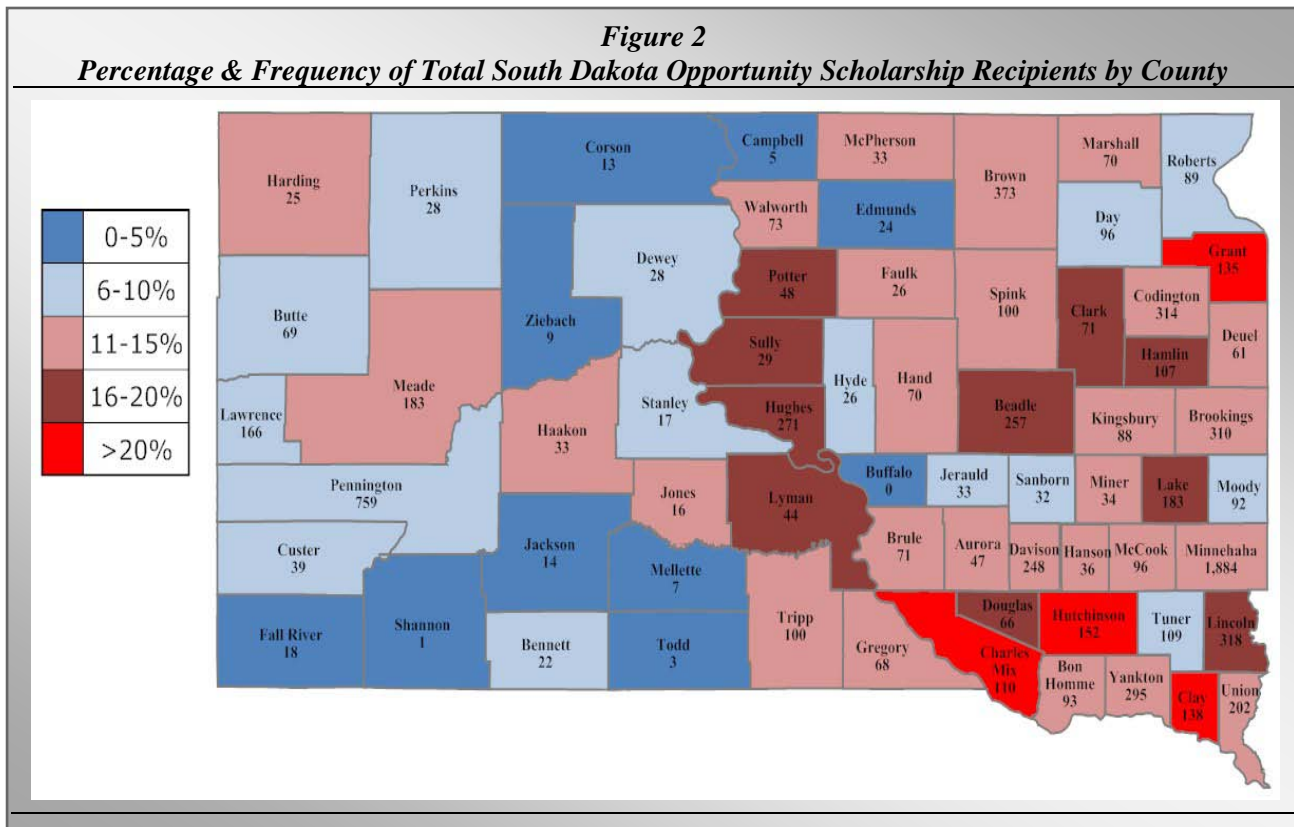 Figure 2
Percentage & Frequency of Total South Dakota Opportunity Scholarship Recipients by County
0-5%
6-10%
11-15%
16-20%
>20%
Harding
25
Perkins
28
Corson
13
Campbell
5
McPherson
33
Brown
373
Marshall
70
Roberts
89
Walworth
73
Edmunds
24
Day
96
Grant
135
Butte
69
Ziebach
9
Dewey
28
Potter
48
Faulk
26
Spink
100
Clark
71
Codington
314
Deuel
61
Hamlin
107
Lawrence
166
Meade
183
Haakon
33
Stanley
17
Sully
29
Hughes
271
Hyde
26
Hand
70
Beadle
257
Kingsbury
88
Brookings
310
Pennington
759
Jones
16
Lyman
44
Buffalo
0
Jerauld
33
Sanborn
32
Miner
34
Lake
183
Moody
92
Custer
39
Jackson
14
Mellette
7
Brule
71
Aurora
47
Davison
248
Hanson
36
McCook
96
Minnehaha
1,884
Fall River
18
Shannon
1
Bennett
22
Todd
3
Tripp
100
Gregory
68
Charles
Mix
110
Douglas
66
Hutchinson
152
Tuner
109
Lincoln
318
Bon
Homme
93
Yankton
295
Clay
138
Union
202